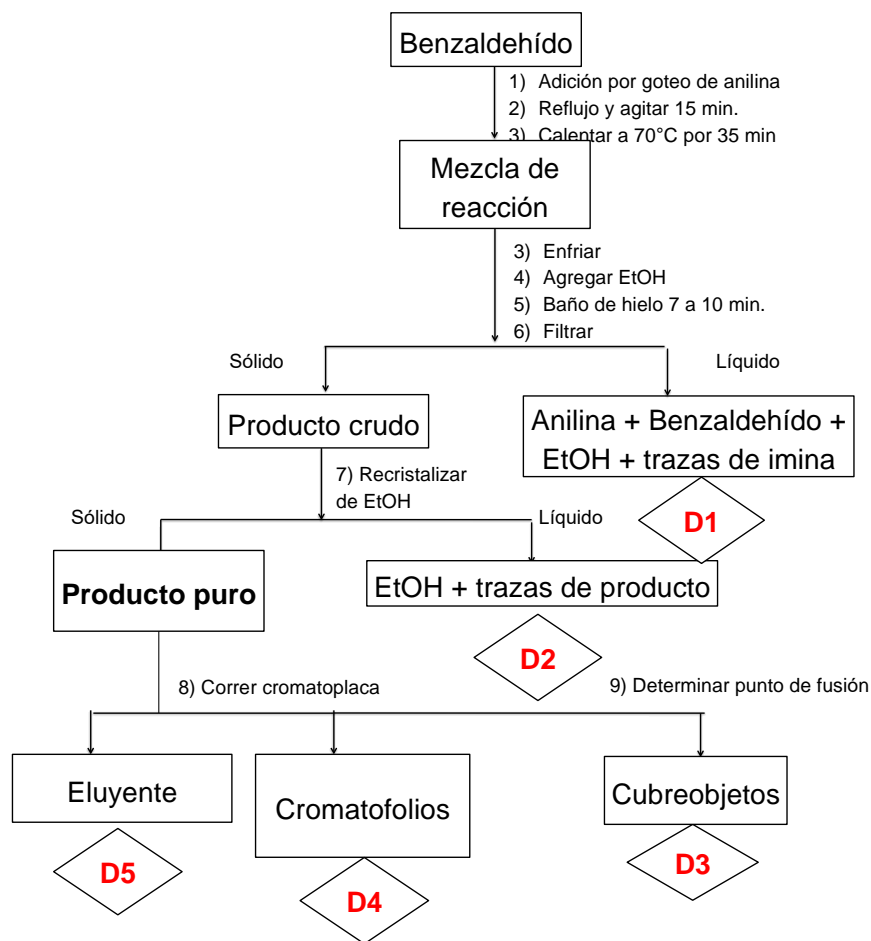 Benzaldehído
1) Adición por goteo de anilina
2) Reflujo y agitar 15 min.
3) Calentar a 70°C por 35 min
Mezcla de
reacción
3) Enfriar
4) Agregar EtOH
5) Baño de hielo 7 a 10 min.
6) Filtrar
Sólido
Líquido
Producto crudo
Anilina + Benzaldehído +
EtOH + trazas de imina
D1
7) Recristalizar
de EtOH
Sólido
Líquido
Producto puro
EtOH + trazas de producto
D2
8) Correr cromatoplaca
9) Determinar punto de fusión
Eluyente
Cromatofolios
Cubreobjetos
D5
D4
D3